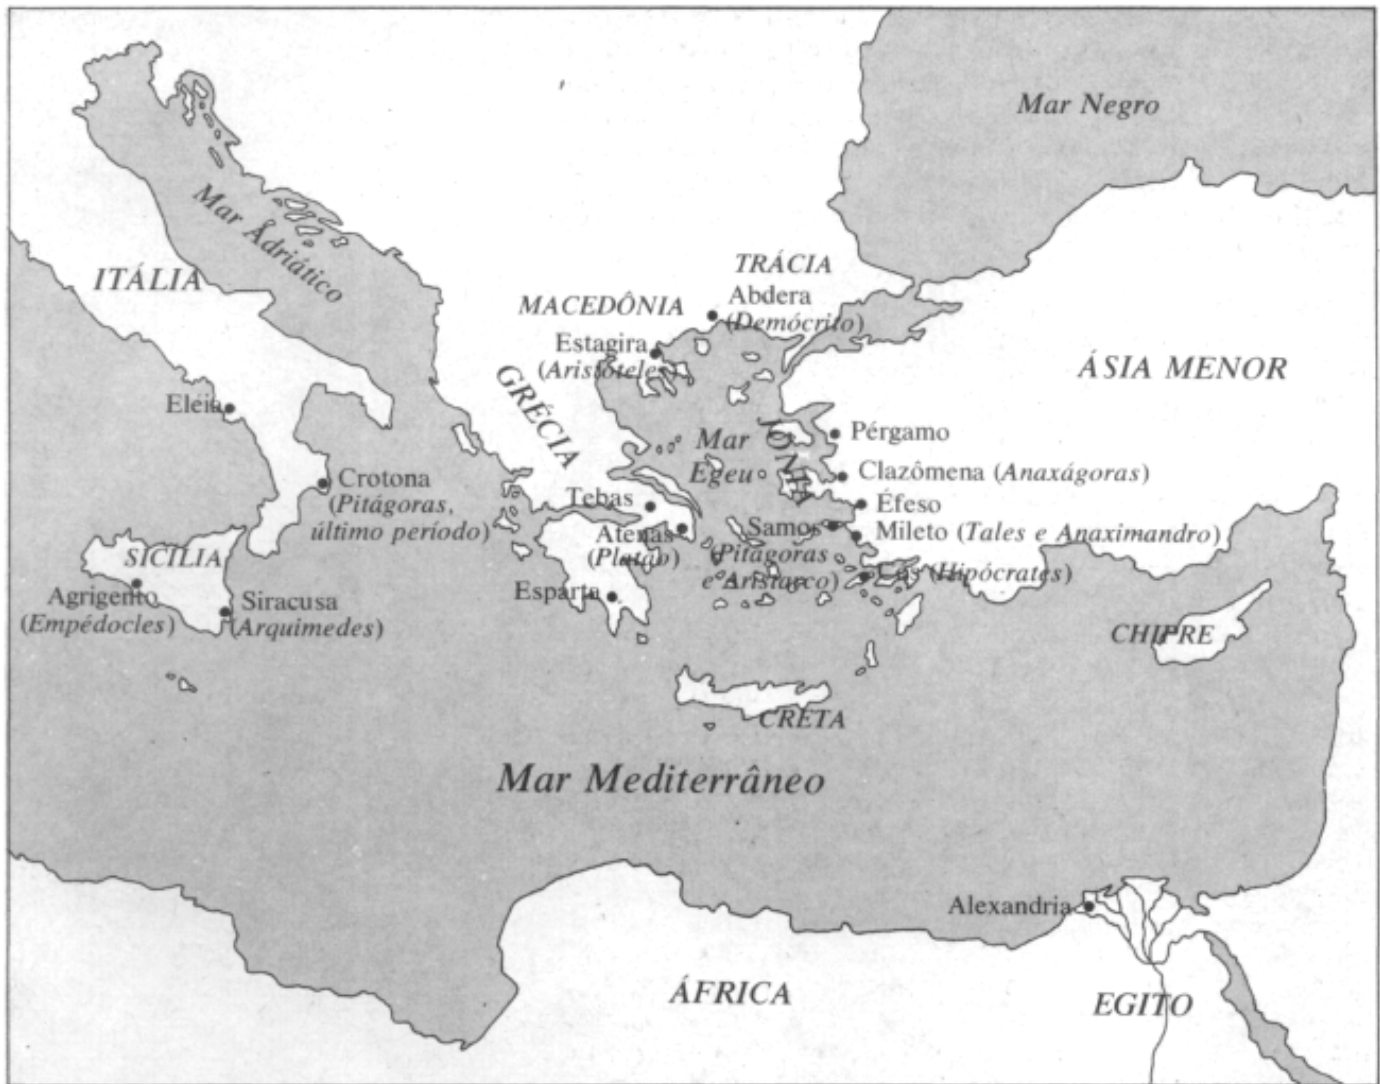 Mar Negro
Mar Adriático
ITÁLIA
TRÁCIA
MACEDÔNIA
Abdera
(Demócrito)
Estagira
(Aristóteles)
GRÉCIA
ÁSIA MENOR
Eleia
Mar
Egeu
JÔNIA
Pérgamo
Clazômena (Anaxágoras)
Crotona
(Pitágoras,
último período)
Tebas
Éfeso
Atenas
(Platão)
Samos
(Pitágoras
e Aristarco)
Mileto (Tales e Anaximandro)
Cós (Hipócrates)
SICÍLIA
Agrigento
(Empédocles)
Siracusa
(Arquimedes)
Esparta
CHIPRE
CRETA
Mar Mediterrâneo
Alexandria
ÁFRICA
EGITO